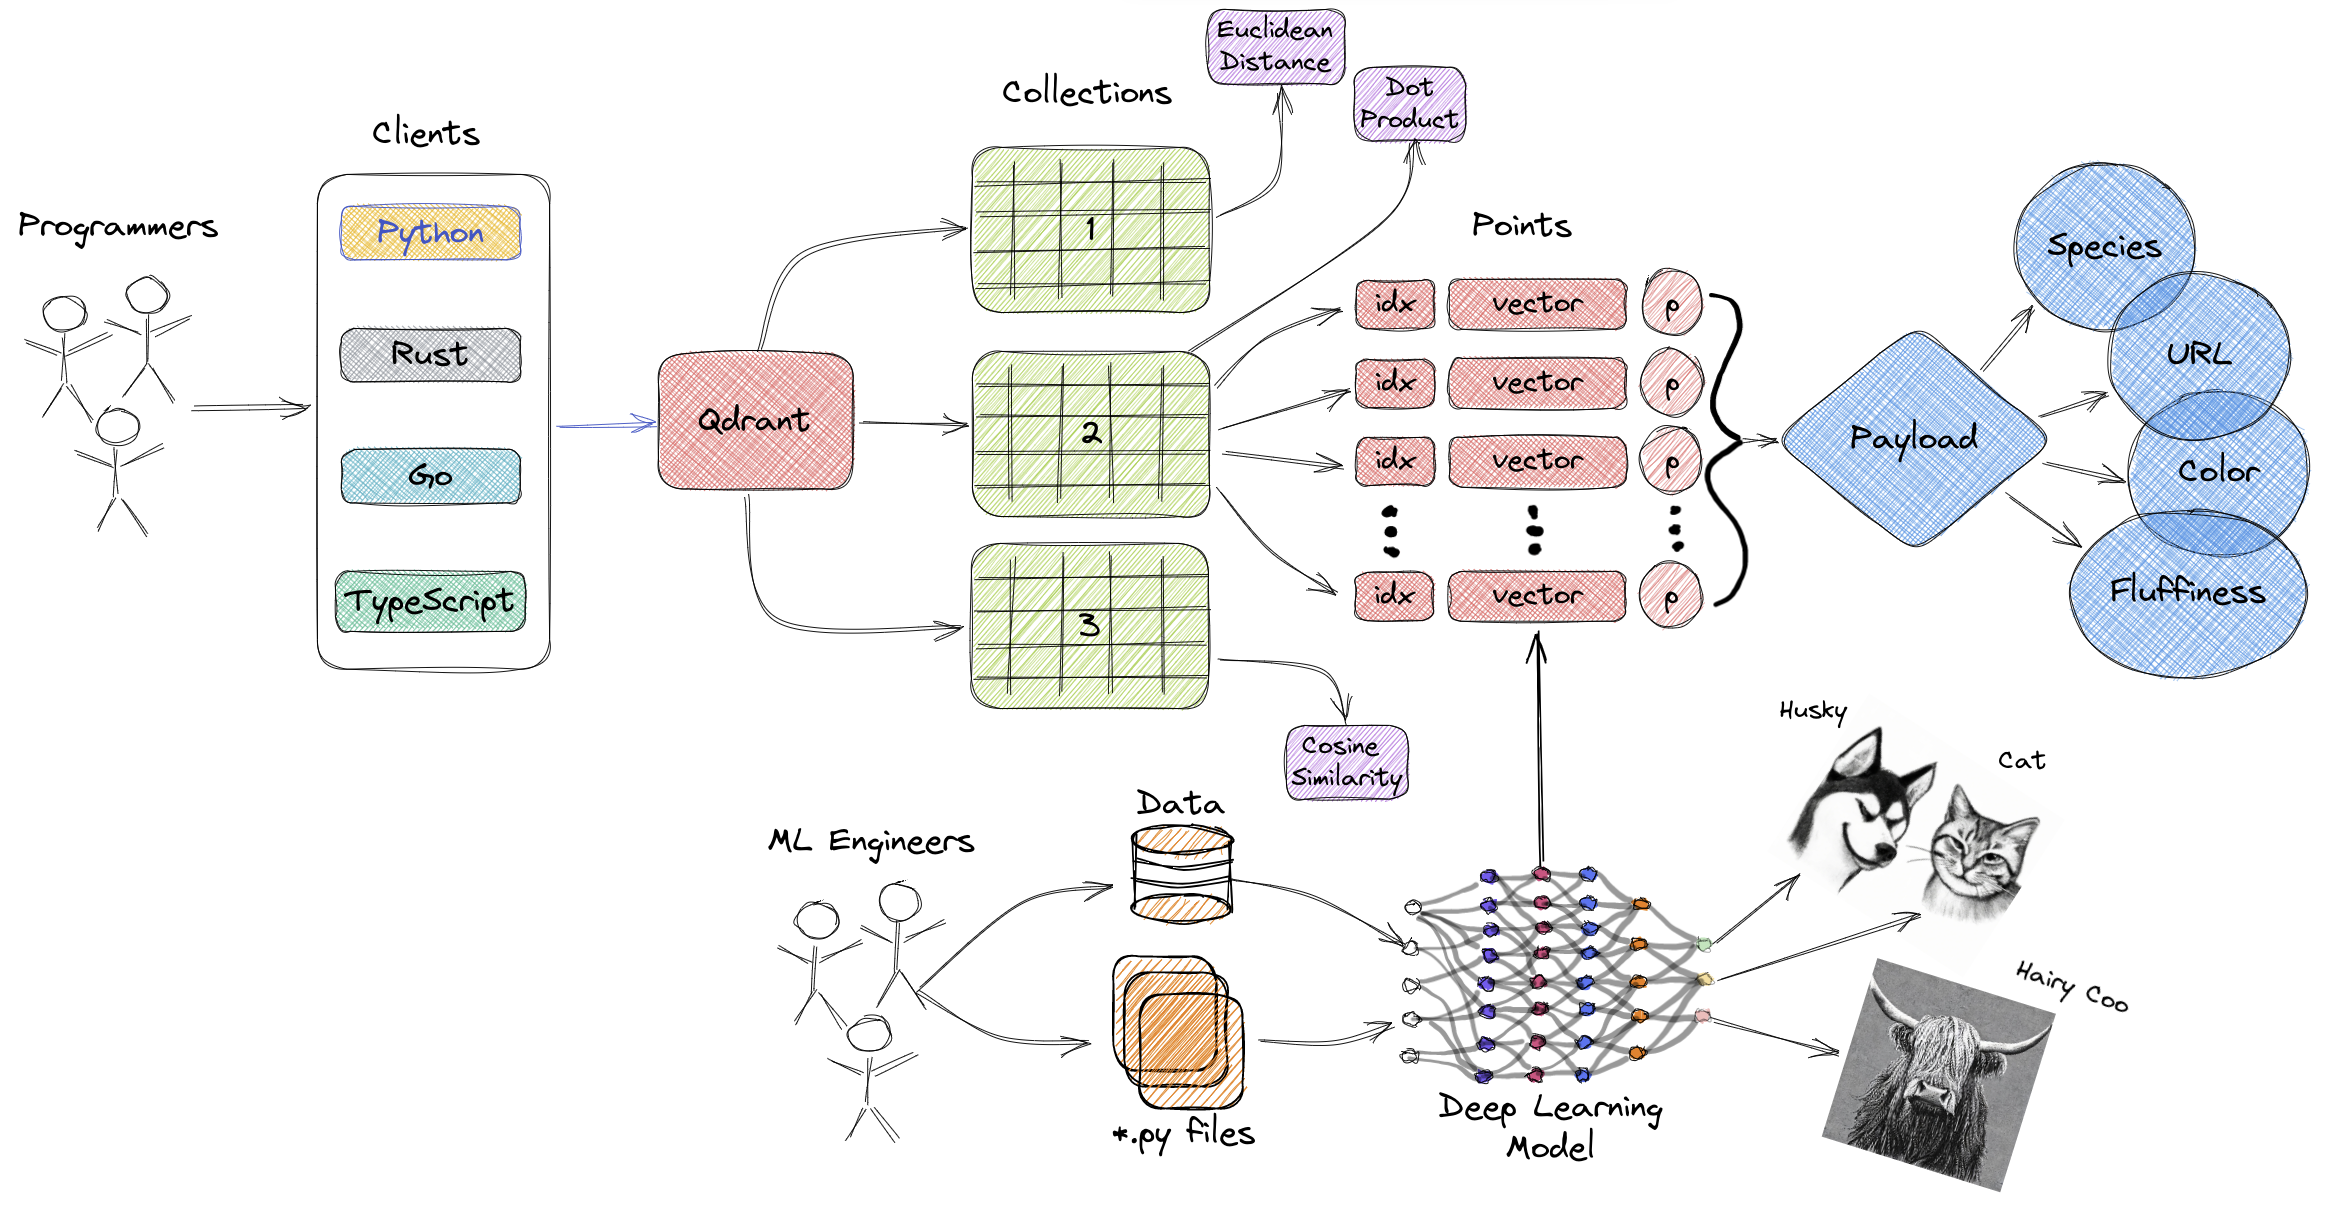 Programmers
Clients
Python
Rust
Go
TypeScript
Qdrant
Collections
1
2
3
Euclidean
Distance
Dot
Product
Cosine
Similarity
Points
idx vector p
idx vector p
idx vector p
idx vector p
Payload
Species
URL
Color
Fluffiness
ML Engineers
Data
*.py files
Deep Learning
Model
Husky
Cat
Hairy Coo